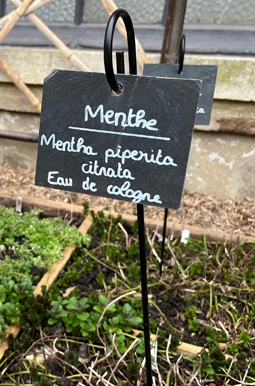 Menthe
Mentha piperita
citrata
Eau de cologne